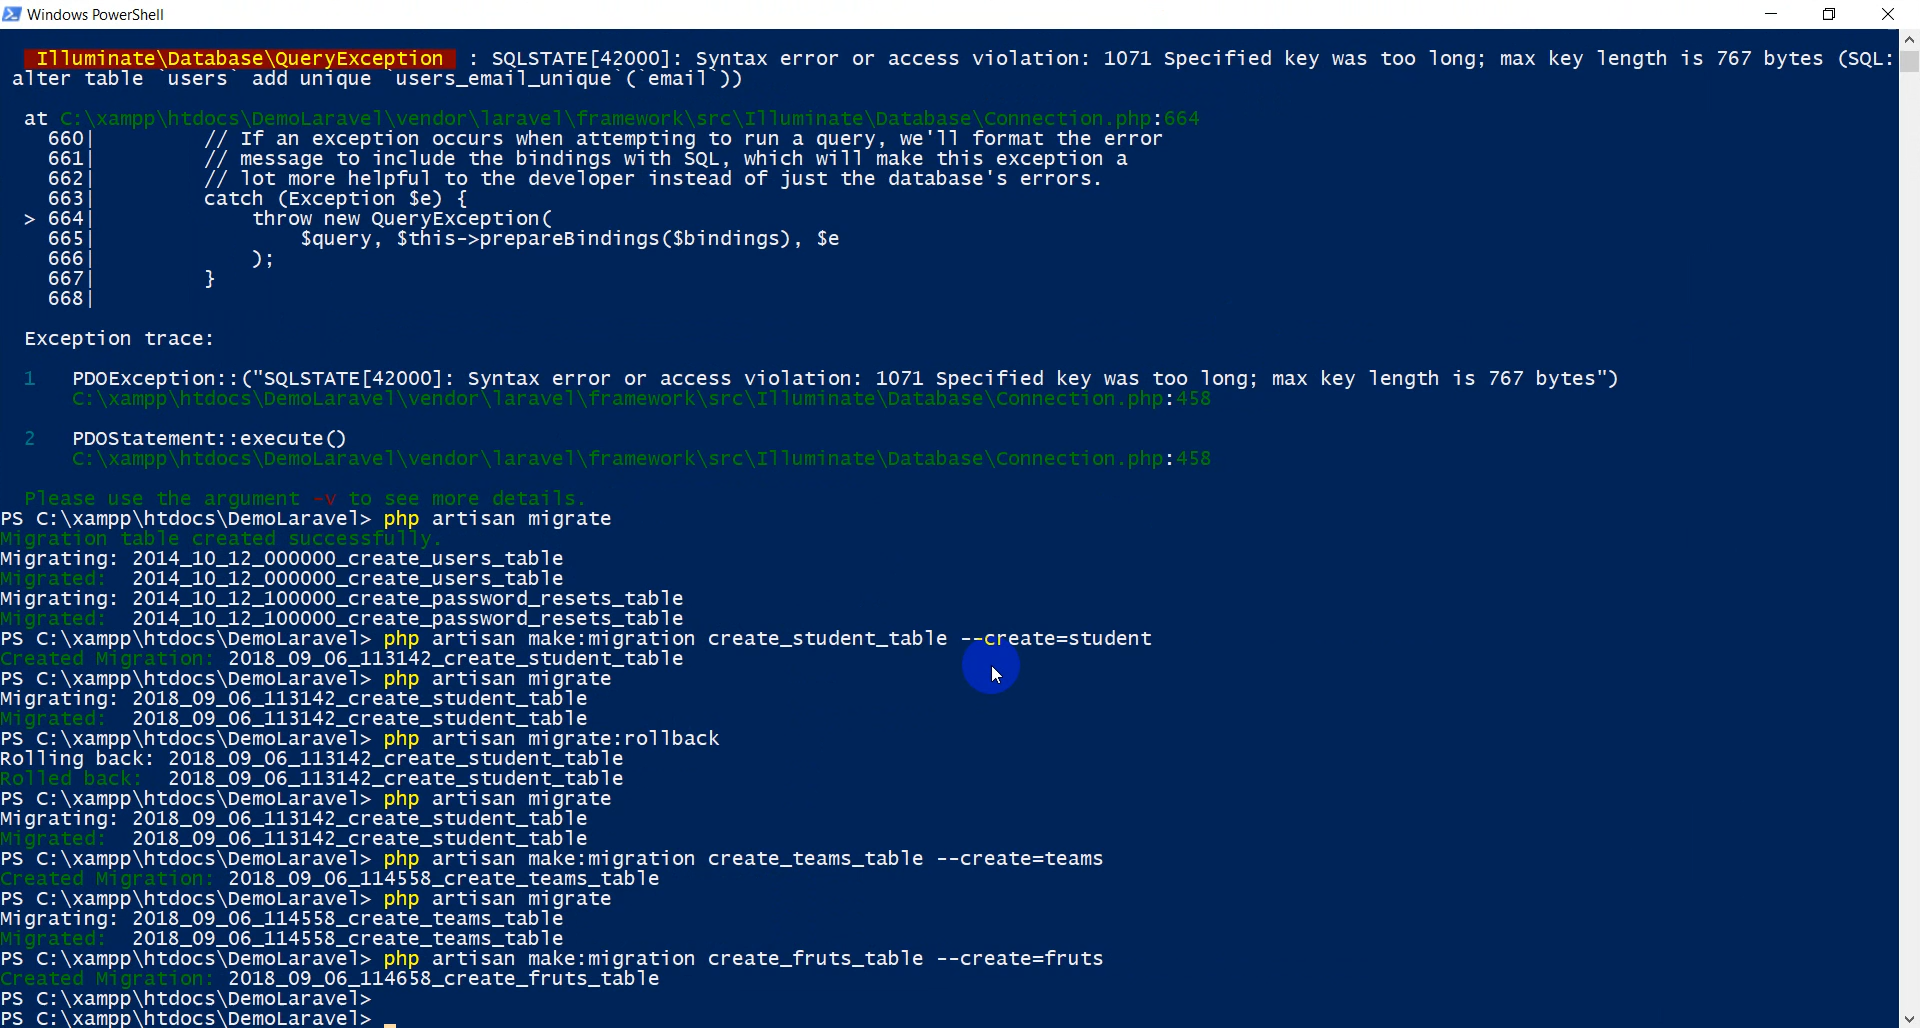 Windows PowerShell
Illuminate\Database\QueryException : SQLSTATE[42000]: Syntax error or access violation: 1071 Specified key was too long; max key length is 767 bytes (SQL:
alter table `users` add unique `users_email_unique`(`email`))
at C:\xampp\htdocs\DemoLaravel\vendor\laravel\framework\src\Illuminate\Database\Connection.php:664
660| // If an exception occurs when attempting to run a query, we'll format the error
661| // message to include the bindings with SQL, which will make this exception a
662| // lot more helpful to the developer instead of just the database's errors.
663| catch (Exception $e) {
> 664| throw new QueryException(
665| $query, $this->prepareBindings($bindings), $e
666| );
667| }
668|
Exception trace:
1 PDOException::("SQLSTATE[42000]: Syntax error or access violation: 1071 Specified key was too long; max key length is 767 bytes")
C:\xampp\htdocs\DemoLaravel\vendor\laravel\framework\src\Illuminate\Database\Connection.php:458
2 PDOStatement::execute()
C:\xampp\htdocs\DemoLaravel\vendor\laravel\framework\src\Illuminate\Database\Connection.php:458
Please use the argument -v to see more details.
PS C:\xampp\htdocs\DemoLaravel> php artisan migrate
Migration table created successfully.
Migrating: 2014_10_12_000000_create_users_table
Migrated: 2014_10_12_000000_create_users_table
Migrating: 2014_10_12_100000_create_password_resets_table
Migrated: 2014_10_12_100000_create_password_resets_table
PS C:\xampp\htdocs\DemoLaravel> php artisan make:migration create_student_table --create=student
Created Migration: 2018_09_06_113142_create_student_table
PS C:\xampp\htdocs\DemoLaravel> php artisan migrate
Migrating: 2018_09_06_113142_create_student_table
Migrated: 2018_09_06_113142_create_student_table
PS C:\xampp\htdocs\DemoLaravel> php artisan migrate:rollback
Rolling back: 2018_09_06_113142_create_student_table
Rolled back: 2018_09_06_113142_create_student_table
PS C:\xampp\htdocs\DemoLaravel> php artisan migrate
Migrating: 2018_09_06_113142_create_student_table
Migrated: 2018_09_06_113142_create_student_table
PS C:\xampp\htdocs\DemoLaravel> php artisan make:migration create_teams_table --create=teams
Created Migration: 2018_09_06_114558_create_teams_table
PS C:\xampp\htdocs\DemoLaravel> php artisan migrate
Migrating: 2018_09_06_114558_create_teams_table
Migrated: 2018_09_06_114558_create_teams_table
PS C:\xampp\htdocs\DemoLaravel> php artisan make:migration create_fruts_table --create=fruts
Created Migration: 2018_09_06_114658_create_fruts_table
PS C:\xampp\htdocs\DemoLaravel>
PS C:\xampp\htdocs\DemoLaravel>